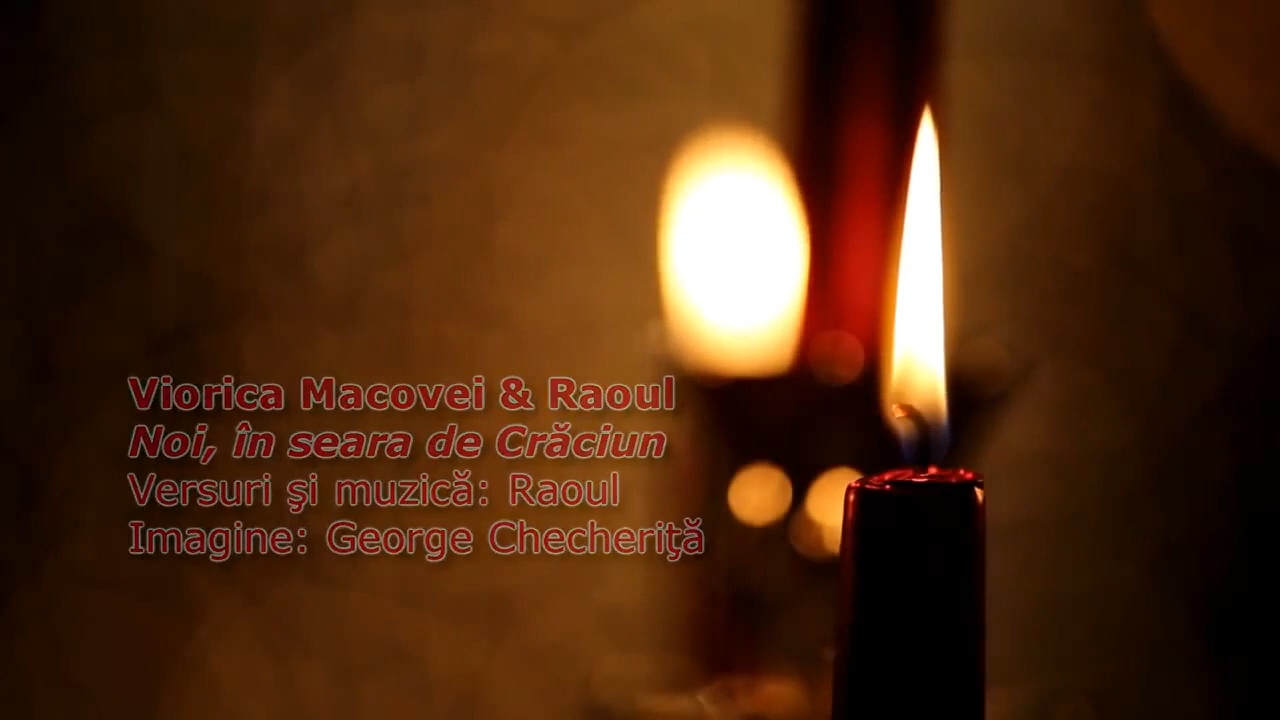 Viorica Macovei & Raoul
Noi, în seara de Crăciun
Versuri şi muzică: Raoul
Imagine: George Checheriţă